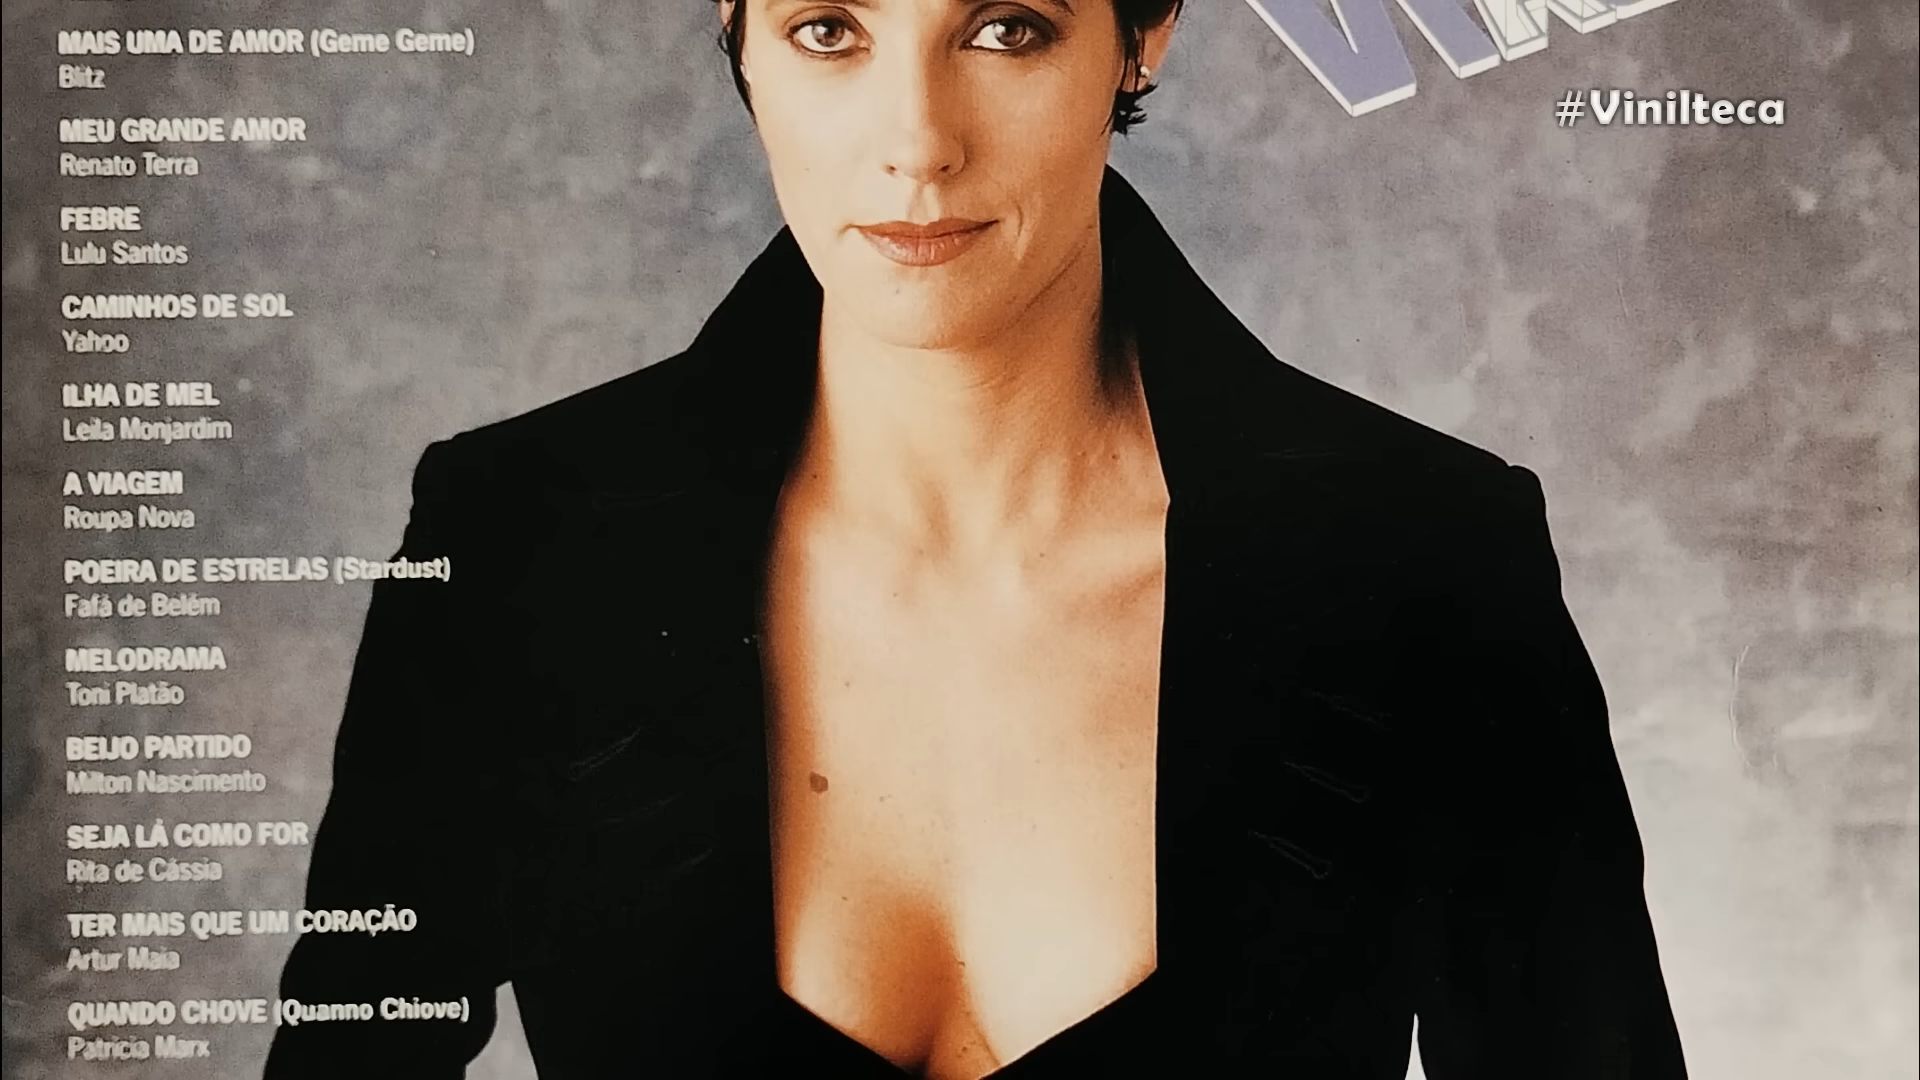 MAIS UMA DE AMOR (Geme Geme)
Blitz
MEU GRANDE AMOR
Renato Terra
FEBRE
Lulu Santos
CAMINHOS DE SOL
Yahoo
ILHA DE MEL
Leila Monjardim
A VIAGEM
Roupa Nova
POEIRA DE ESTRELAS (Stardust)
Fafá de Belém
MELODRAMA
Toni Platão
BEIJO PARTIDO
Milton Nascimento
SEJA LÁ COMO FOR
Rita de Cássia
TER MAIS QUE UM CORAÇÃO
Artur Maia
QUANDO CHOVE (Quanno Chiove)
Patricia Marx
#Vinilteca